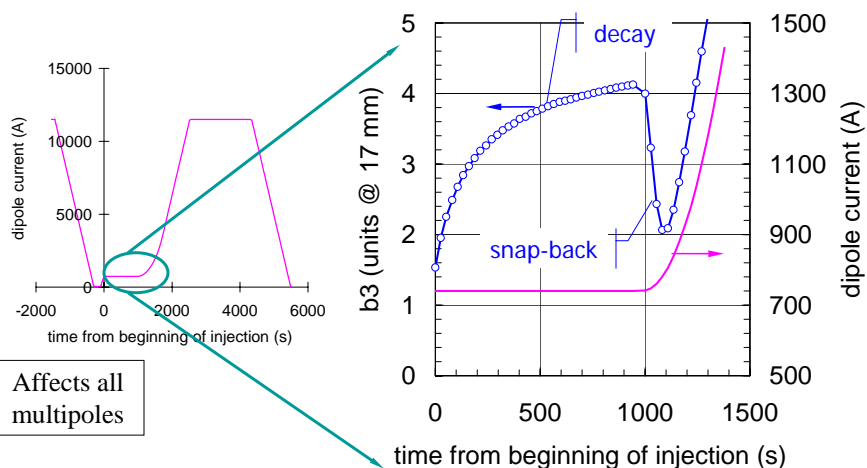 15000
10000
5000
0
dipole current (A)
-2000
0
2000
4000
6000
time from beginning of injection (s)
Affects all
multipoles
5
4
3
2
1
0
b3 (units @ 17 mm)
decay
snap-back
1500
1300
1100
900
700
500
dipole current (A)
0
500
1000
1500
time from beginning of injection (s)